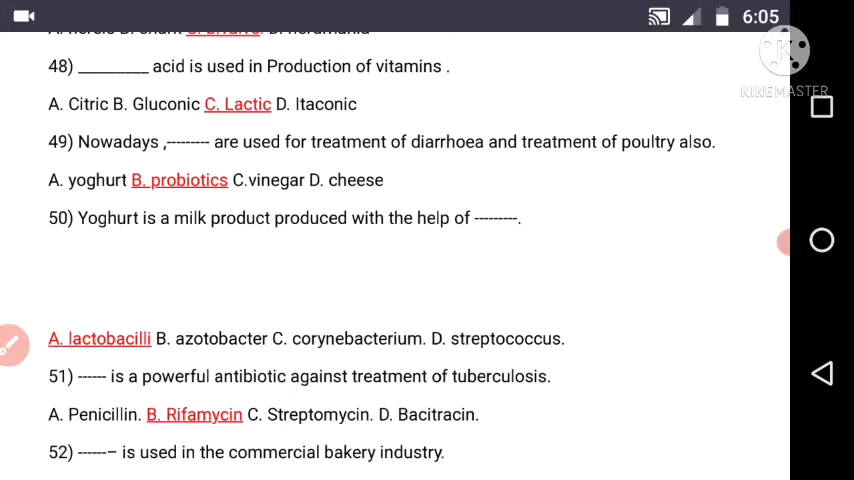 6:05
KINEMASTER
48) _________ acid is used in Production of vitamins .
A. Citric B. Gluconic C. Lactic D. Itaconic
49) Nowadays ,--------- are used for treatment of diarrhoea and treatment of poultry also.
A. yoghurt B. probiotics C.vinegar D. cheese
50) Yoghurt is a milk product produced with the help of ---------.
A. lactobacilli B. azotobacter C. corynebacterium. D. streptococcus.
51) ------ is a powerful antibiotic against treatment of tuberculosis.
A. Penicillin. B. Rifamycin C. Streptomycin. D. Bacitracin.
52) ------– is used in the commercial bakery industry.